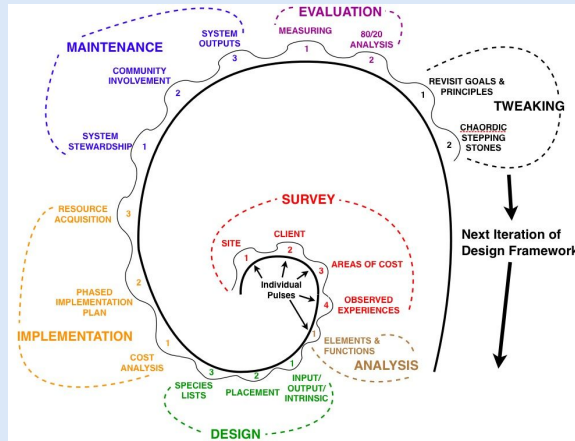 EVALUATION
MEASURING
1
80/20
ANALYSIS
2
MAINTENANCE
SYSTEM
OUTPUTS
3
COMMUNITY
INVOLVEMENT
2
SYSTEM
STEWARDSHIP
1
REVISIT GOALS &
PRINCIPLES
1
TWEAKING
CHAORDIC
STEPPING
STONES
2
Next Iteration of
Design Framework
SURVEY
SITE
1
CLIENT
2
AREAS OF COST
3
OBSERVED
EXPERIENCES
4
Individual
Pulses
ELEMENTS &
FUNCTIONS
1
ANALYSIS
INPUT/
OUTPUT/
INTRINSIC
1
PLACEMENT
2
SPECIES
LISTS
3
DESIGN
RESOURCE
ACQUISITION
3
PHASED
IMPLEMENTATION
PLAN
2
IMPLEMENTATION
COST
ANALYSIS
1